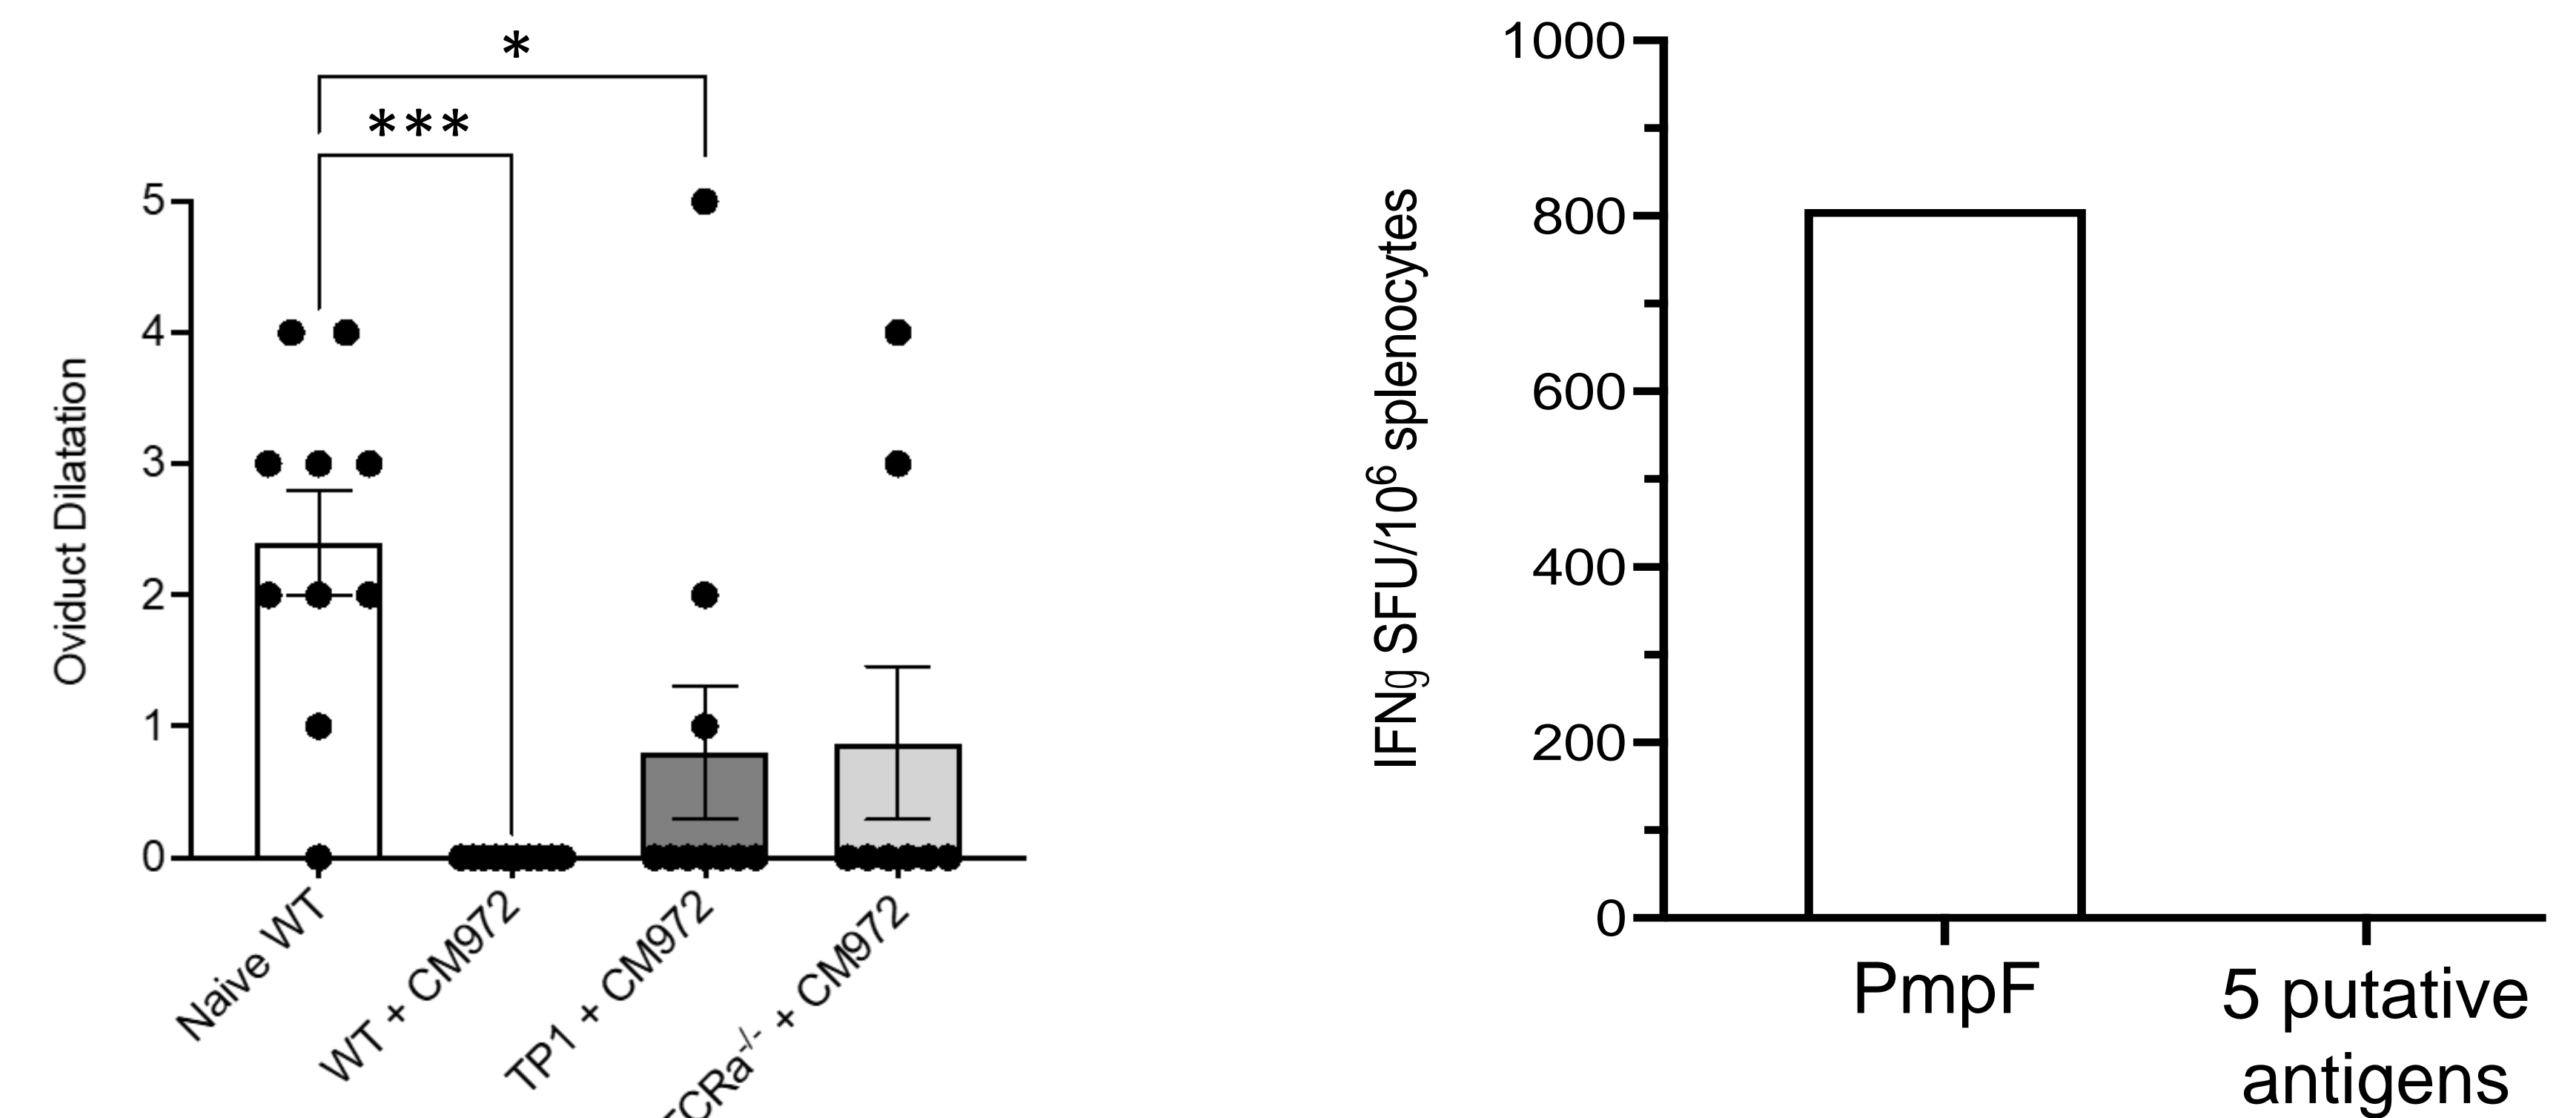 *
***
5
4
3
2
1
0
Oviduct Dilatation
Naive WT
WT + CM972
TP1 + CM972
TCRa-/- + CM972
1000
800
600
400
200
0
IFNg SFU/10⁶ splenocytes
PmpF
5 putative
antigens